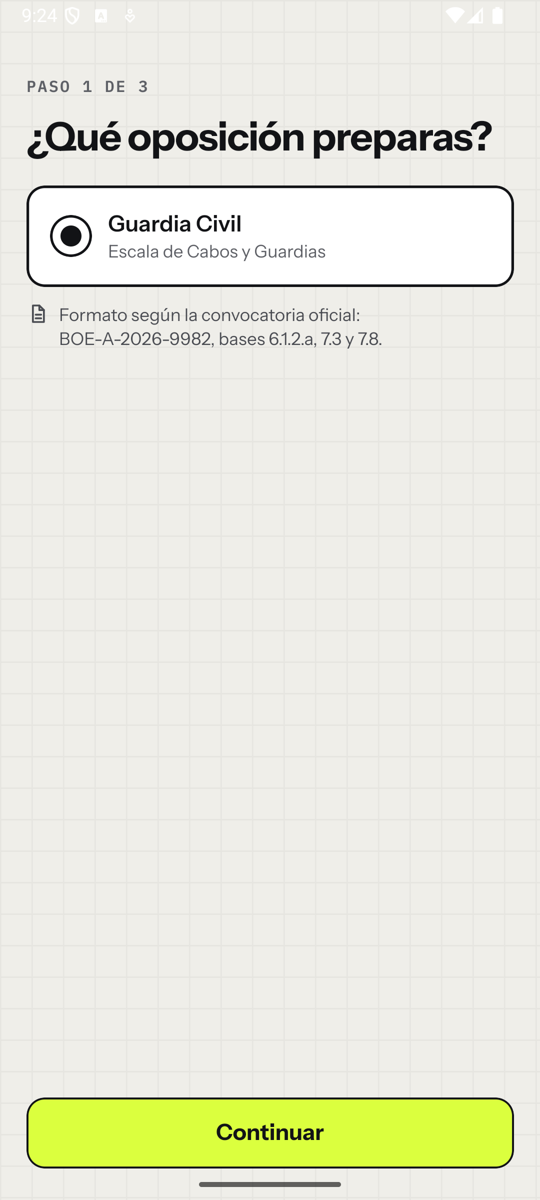 9:24
PASO 1 DE 3
¿Qué oposición preparas?
Guardia Civil
Escala de Cabos y Guardias
Formato según la convocatoria oficial:
BOE-A-2026-9982, bases 6.1.2.a, 7.3 y 7.8.
Continuar